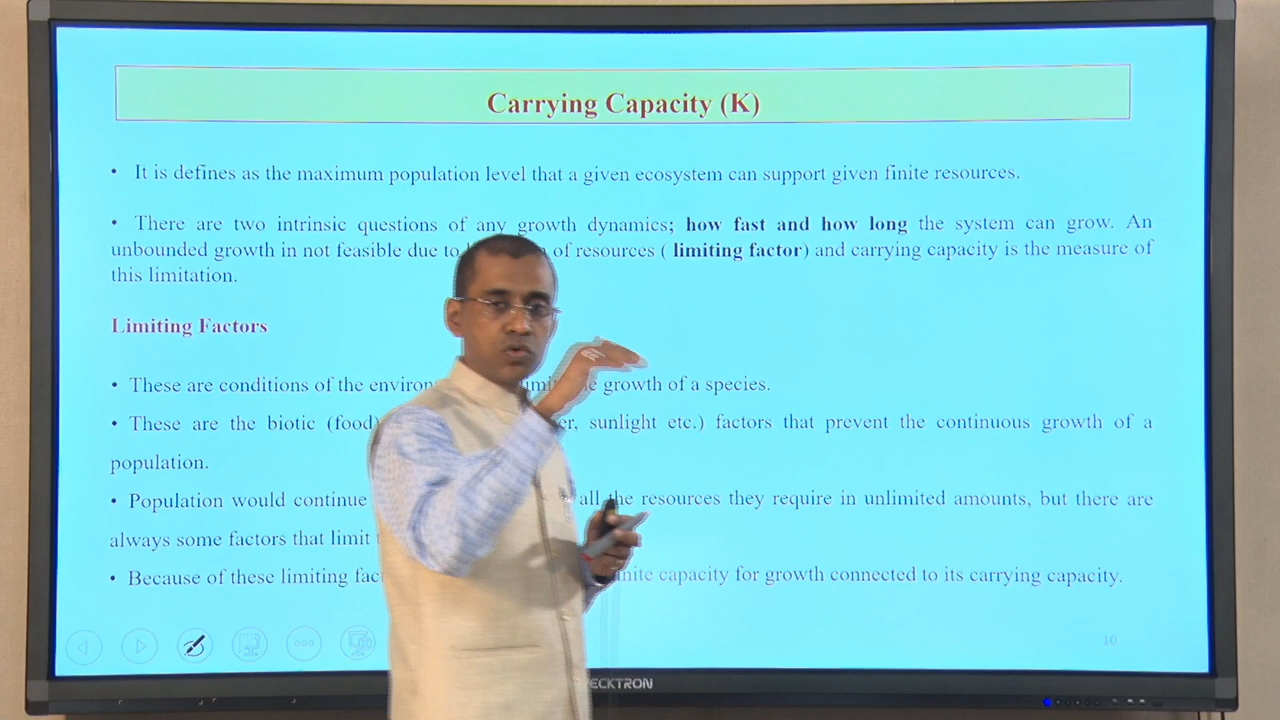 Carrying Capacity (K)
• It is defines as the maximum population level that a given ecosystem can support given finite resources.
• There are two intrinsic questions of any growth dynamics; how fast and how long the system can grow. An
unbounded growth in not feasible due to of resources ( limiting factor) and carrying capacity is the measure of
this limitation.
Limiting Factors
• These are conditions of the growth of a species.
• These are the biotic (food) sunlight etc.) factors that prevent the continuous growth of a
population.
• Population would continue all the resources they require in unlimited amounts, but there are
always some factors that limit
• Because of these limiting capacity for growth connected to its carrying capacity.
10